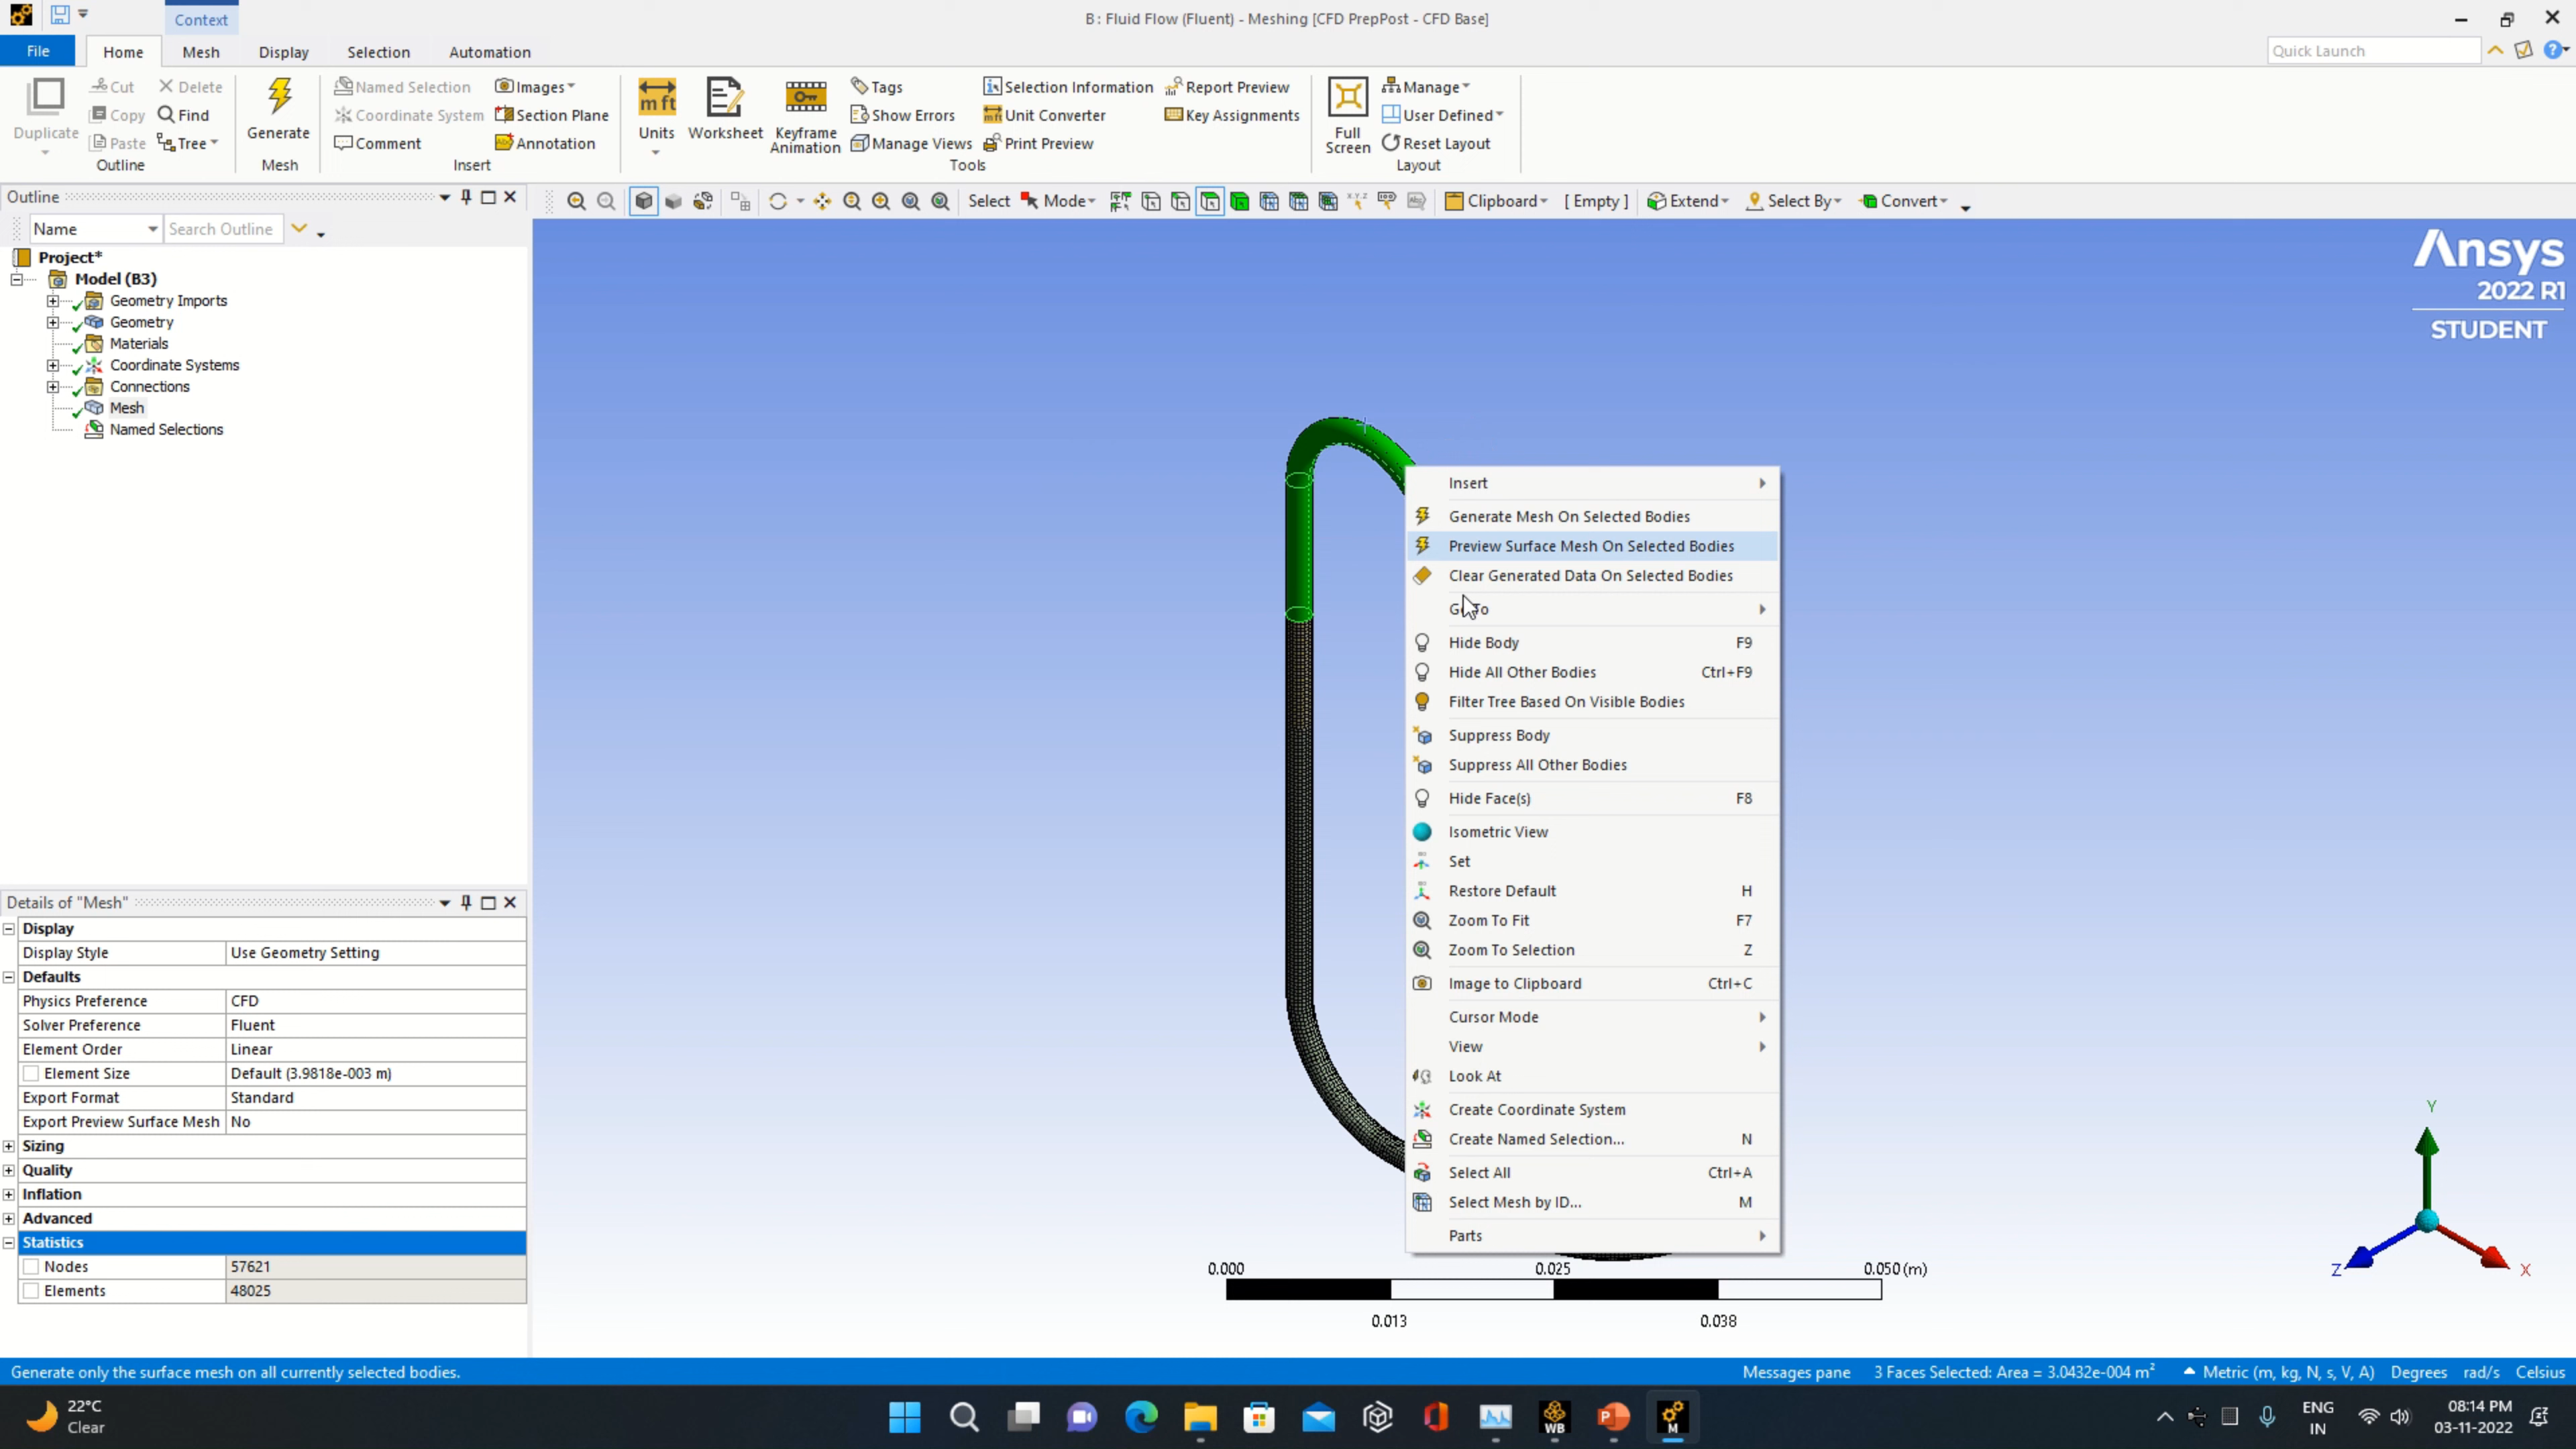 Context
B : Fluid Flow (Fluent) - Meshing [CFD PrepPost - CFD Base]
File Home Mesh Display Selection Automation
Quick Launch
Duplicate
Cut
Copy
Paste
Delete
Find
Tree
Outline
Generate
Mesh
Named Selection
Coordinate System
Comment
Images
Section Plane
Annotation
Insert
m ft
Units
Worksheet
Keyframe
Animation
Tags
Show Errors
Manage Views
Selection Information
Unit Converter
Print Preview
Report Preview
Key Assignments
Tools
Full
Screen
Manage
User Defined
Reset Layout
Layout
Outline
Name
Search Outline
Select Mode Clipboard [ Empty ] Extend Select By Convert
Project*
Model (B3)
Geometry Imports
Geometry
Materials
Coordinate Systems
Connections
Mesh
Named Selections
Ansys
2022 R1
STUDENT
Insert
Generate Mesh On Selected Bodies
Preview Surface Mesh On Selected Bodies
Clear Generated Data On Selected Bodies
Go To
Hide Body F9
Hide All Other Bodies Ctrl+F9
Filter Tree Based On Visible Bodies
Suppress Body
Suppress All Other Bodies
Hide Face(s) F8
Isometric View
Set
Restore Default H
Zoom To Fit F7
Zoom To Selection Z
Image to Clipboard Ctrl+C
Cursor Mode
View
Look At
Create Coordinate System
Create Named Selection... N
Select All Ctrl+A
Select Mesh by ID... M
Parts
Details of "Mesh"
Display
Display Style Use Geometry Setting
Defaults
Physics Preference CFD
Solver Preference Fluent
Element Order Linear
Element Size Default (3.9818e-003 m)
Export Format Standard
Export Preview Surface Mesh No
Sizing
Quality
Inflation
Advanced
Statistics
Nodes 57621
Elements 48025
0.000 0.025 0.050 (m)
0.013 0.038
Y
Z
X
Generate only the surface mesh on all currently selected bodies.
Messages pane 3 Faces Selected: Area = 3.0432e-004 m² Metric (m, kg, N, s, V, A) Degrees rad/s Celsius
22°C
Clear
WB
P
M
ENG
IN
08:14 PM
03-11-2022